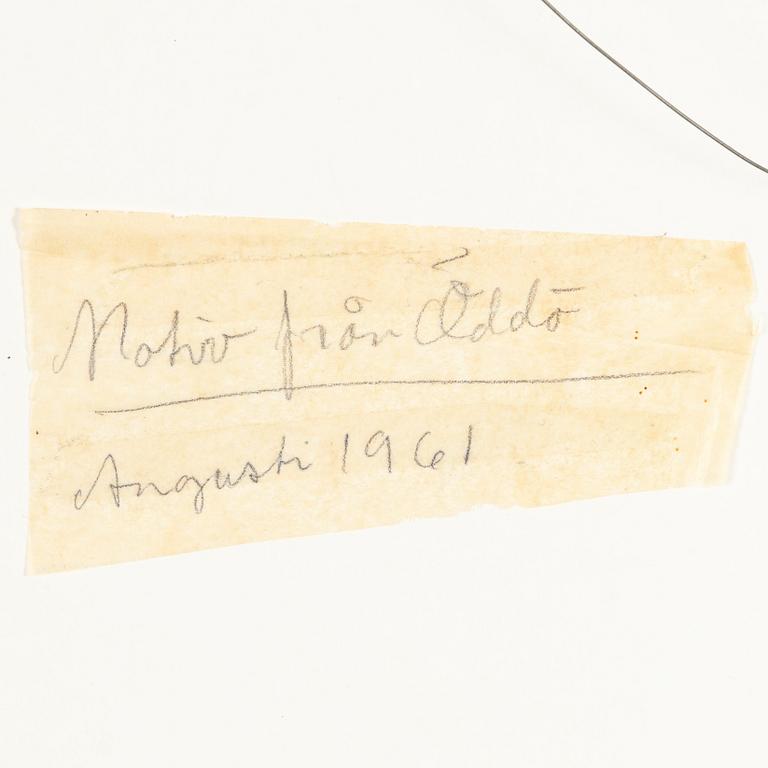 Motiv från Öddö
Augusti 1961